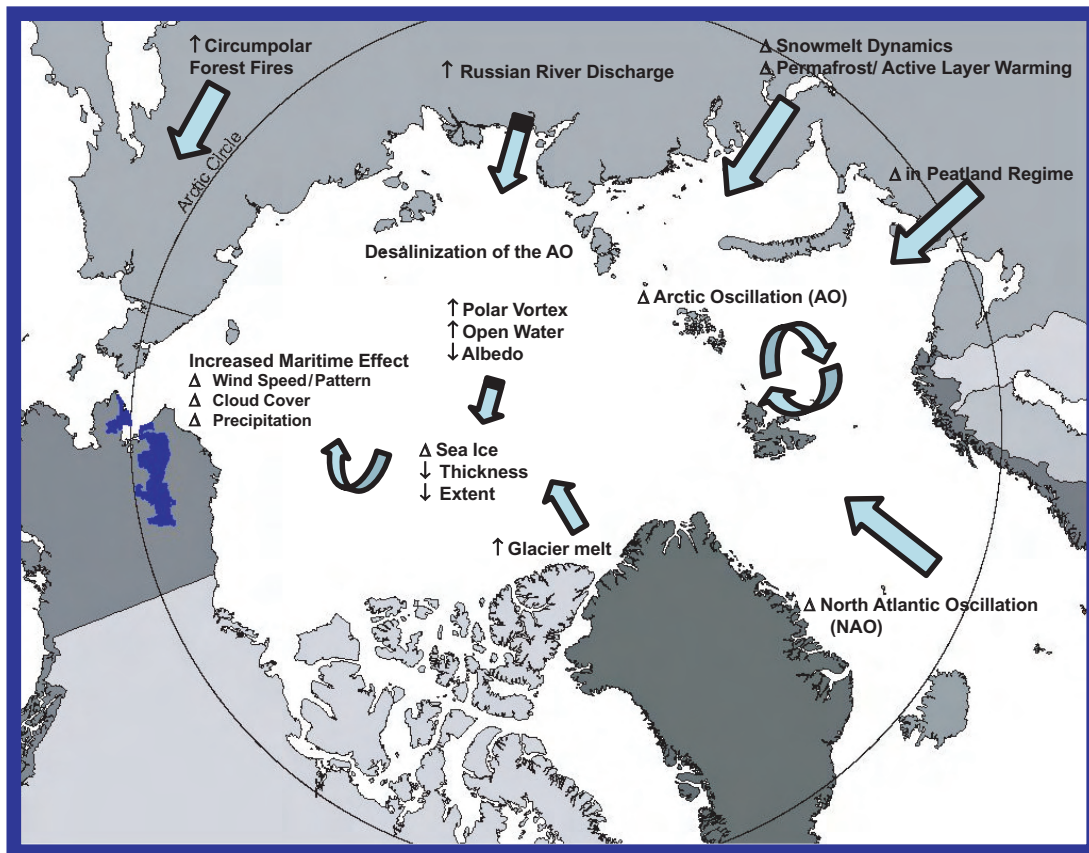 ↑ Circumpolar
Forest Fires
↑ Russian River Discharge
Δ Snowmelt Dynamics
Δ Permafrost/ Active Layer Warming
Arctic Circle
Δ in Peatland Regime
Desalinization of the AO
Δ Arctic Oscillation (AO)
↑ Polar Vortex
↑ Open Water
↓ Albedo
Increased Maritime Effect
Δ Wind Speed/Pattern
Δ Cloud Cover
Δ Precipitation
Δ Sea Ice
↓ Thickness
↓ Extent
↑ Glacier melt
Δ North Atlantic Oscillation
(NAO)